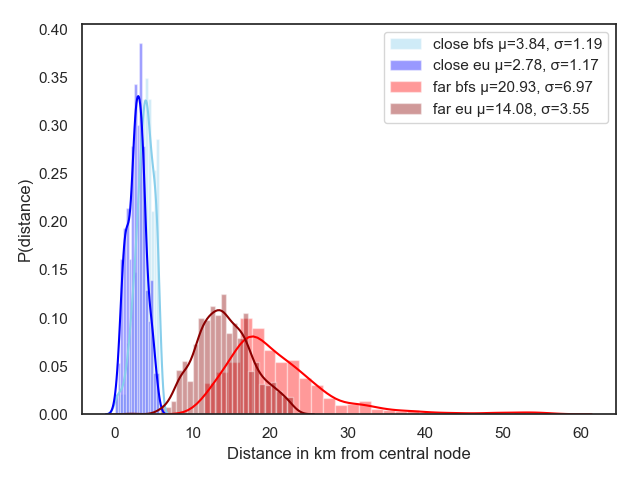 0.40
0.35
0.30
0.25
0.20
0.15
0.10
0.05
0.00
P(distance)
close bfs μ=3.84, σ=1.19
close eu μ=2.78, σ=1.17
far bfs μ=20.93, σ=6.97
far eu μ=14.08, σ=3.55
0 10 20 30 40 50 60
Distance in km from central node